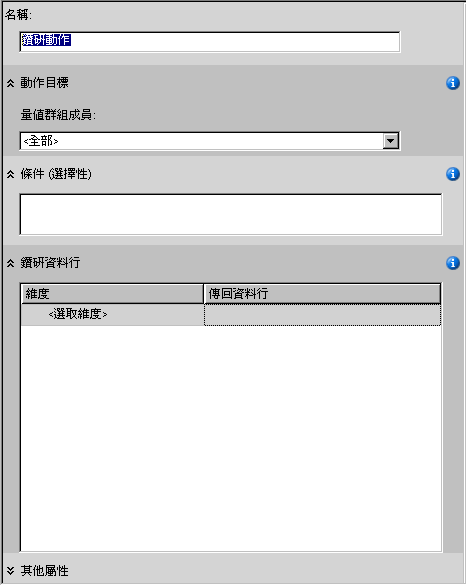 名稱:
鑽研動作
動作目標
量值群組成員:
<全部>
條件 (選擇性)
鑽研資料行
維度 傳回資料行
<選取維度>
其他屬性